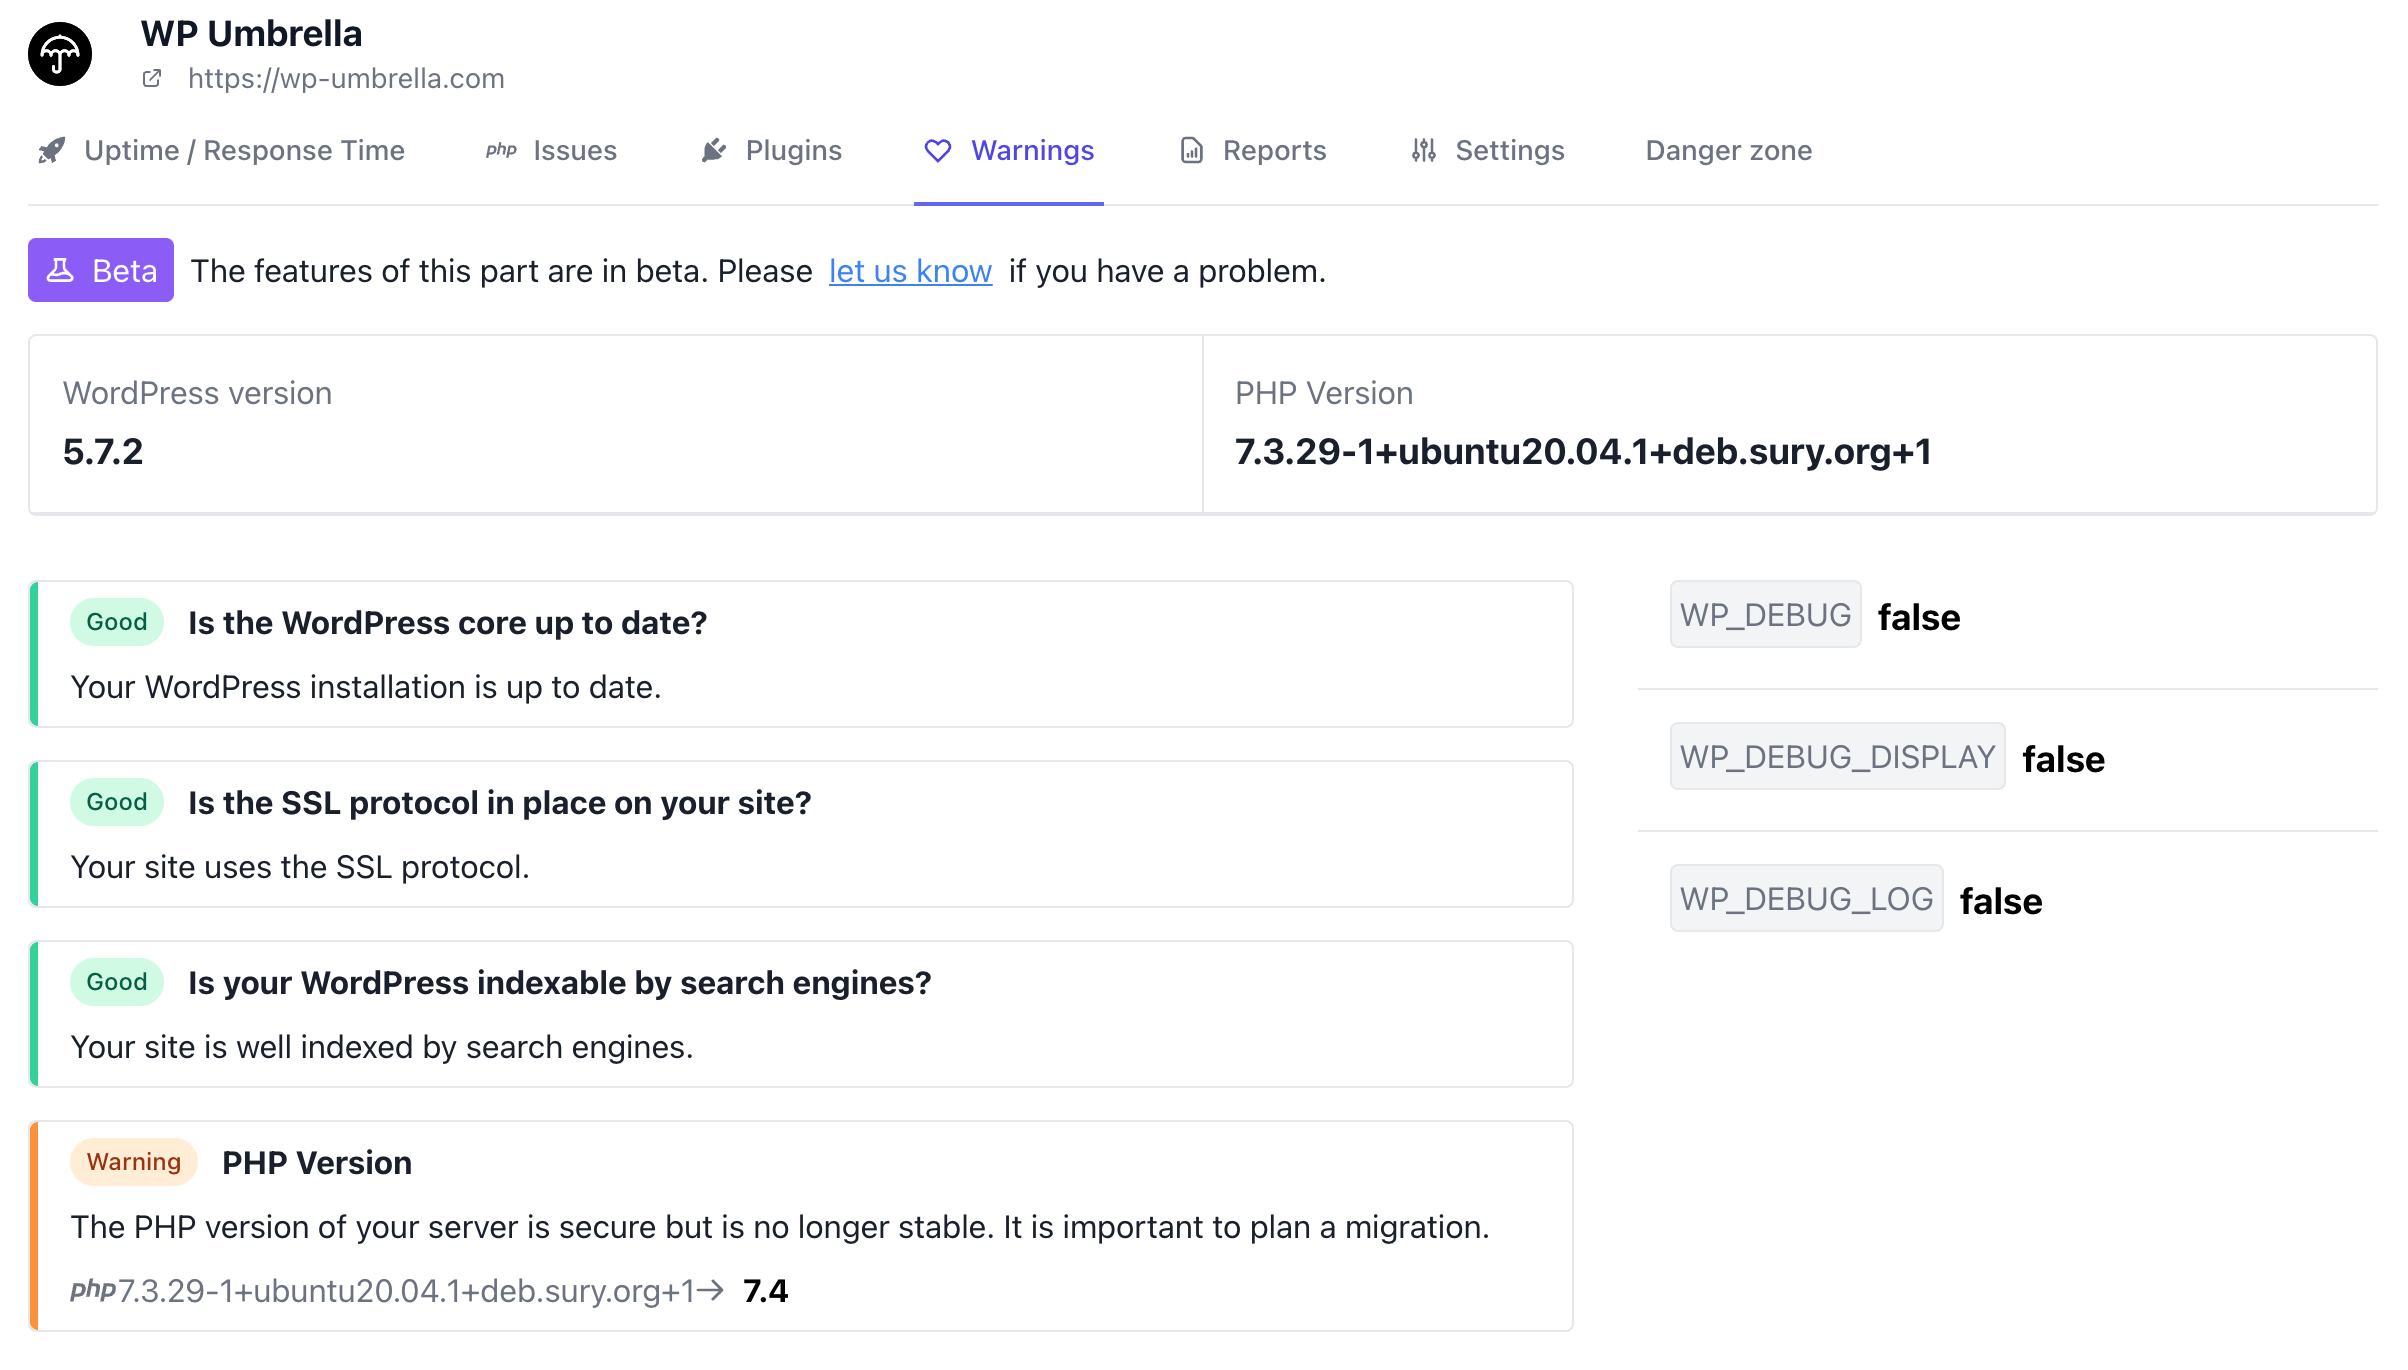 WP Umbrella
https://wp-umbrella.com
Uptime / Response Time php Issues Plugins Warnings Reports Settings Danger zone
Beta The features of this part are in beta. Please let us know if you have a problem.
WordPress version
5.7.2
PHP Version
7.3.29-1+ubuntu20.04.1+deb.sury.org+1
Good Is the WordPress core up to date?
Your WordPress installation is up to date.
Good Is the SSL protocol in place on your site?
Your site uses the SSL protocol.
Good Is your WordPress indexable by search engines?
Your site is well indexed by search engines.
Warning PHP Version
The PHP version of your server is secure but is no longer stable. It is important to plan a migration.
php7.3.29-1+ubuntu20.04.1+deb.sury.org+1→ 7.4
WP_DEBUG false
WP_DEBUG_DISPLAY false
WP_DEBUG_LOG false